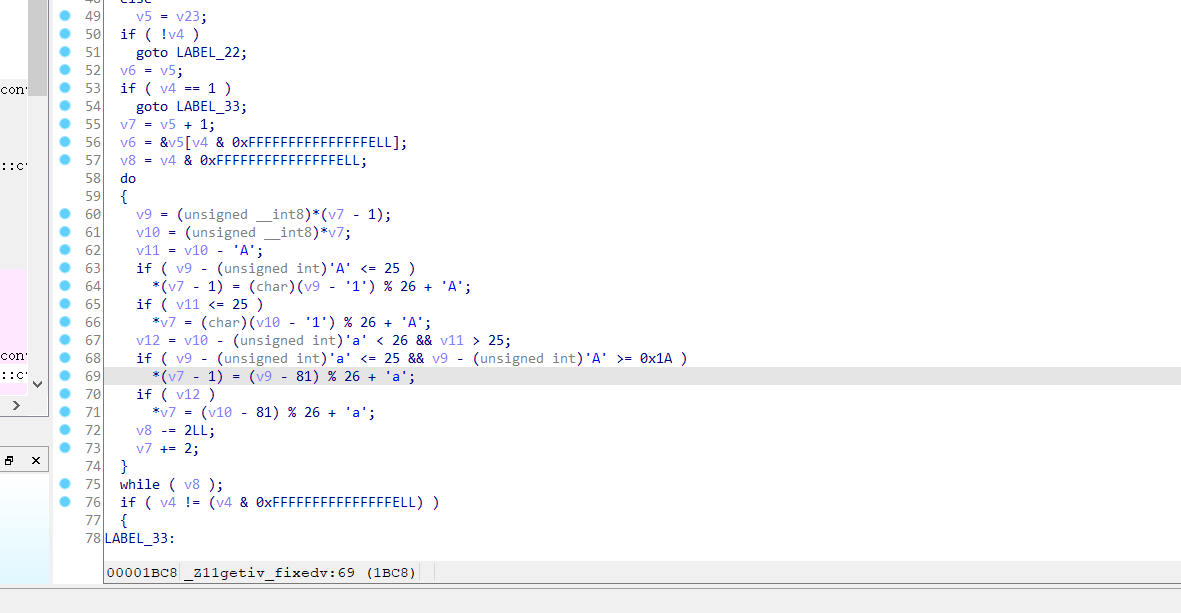 48 else
49 v5 = v23;
50 if ( !v4 )
51 goto LABEL_22;
52 v6 = v5;
53 if ( v4 == 1 )
54 goto LABEL_33;
55 v7 = v5 + 1;
56 v6 = &v5[v4 & 0xFFFFFFFFFFFFFFFELL];
57 v8 = v4 & 0xFFFFFFFFFFFFFFFELL;
58 do
59 {
60 v9 = (unsigned __int8)*(v7 - 1);
61 v10 = (unsigned __int8)*v7;
62 v11 = v10 - 'A';
63 if ( v9 - (unsigned int)'A' <= 25 )
64 *(v7 - 1) = (char)(v9 - '1') % 26 + 'A';
65 if ( v11 <= 25 )
66 *v7 = (char)(v10 - '1') % 26 + 'A';
67 v12 = v10 - (unsigned int)'a' < 26 && v11 > 25;
68 if ( v9 - (unsigned int)'a' <= 25 && v9 - (unsigned int)'A' >= 0x1A )
69 *(v7 - 1) = (v9 - 81) % 26 + 'a';
70 if ( v12 )
71 *v7 = (v10 - 81) % 26 + 'a';
72 v8 -= 2LL;
73 v7 += 2;
74 }
75 while ( v8 );
76 if ( v4 != (v4 & 0xFFFFFFFFFFFFFFFELL) )
77 {
78 LABEL_33:
00001BC8 _Z11getiv_fixedv:69 (1BC8)
con
::c
con
::c